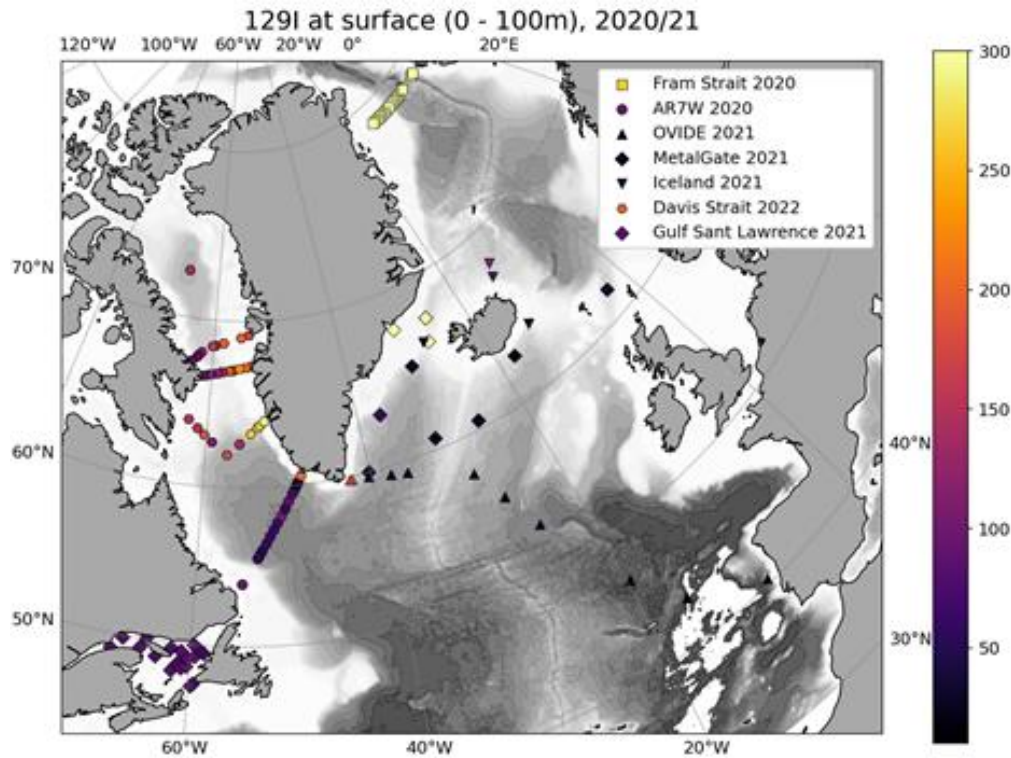 129I at surface (0 - 100m), 2020/21
120°W 100°W 60°W 20°W 0° 20°E
Fram Strait 2020
AR7W 2020
OVIDE 2021
MetalGate 2021
Iceland 2021
Davis Strait 2022
Gulf Sant Lawrence 2021
70°N
60°N
50°N
40°N
30°N
60°W 40°W 20°W
300
250
200
150
100
50